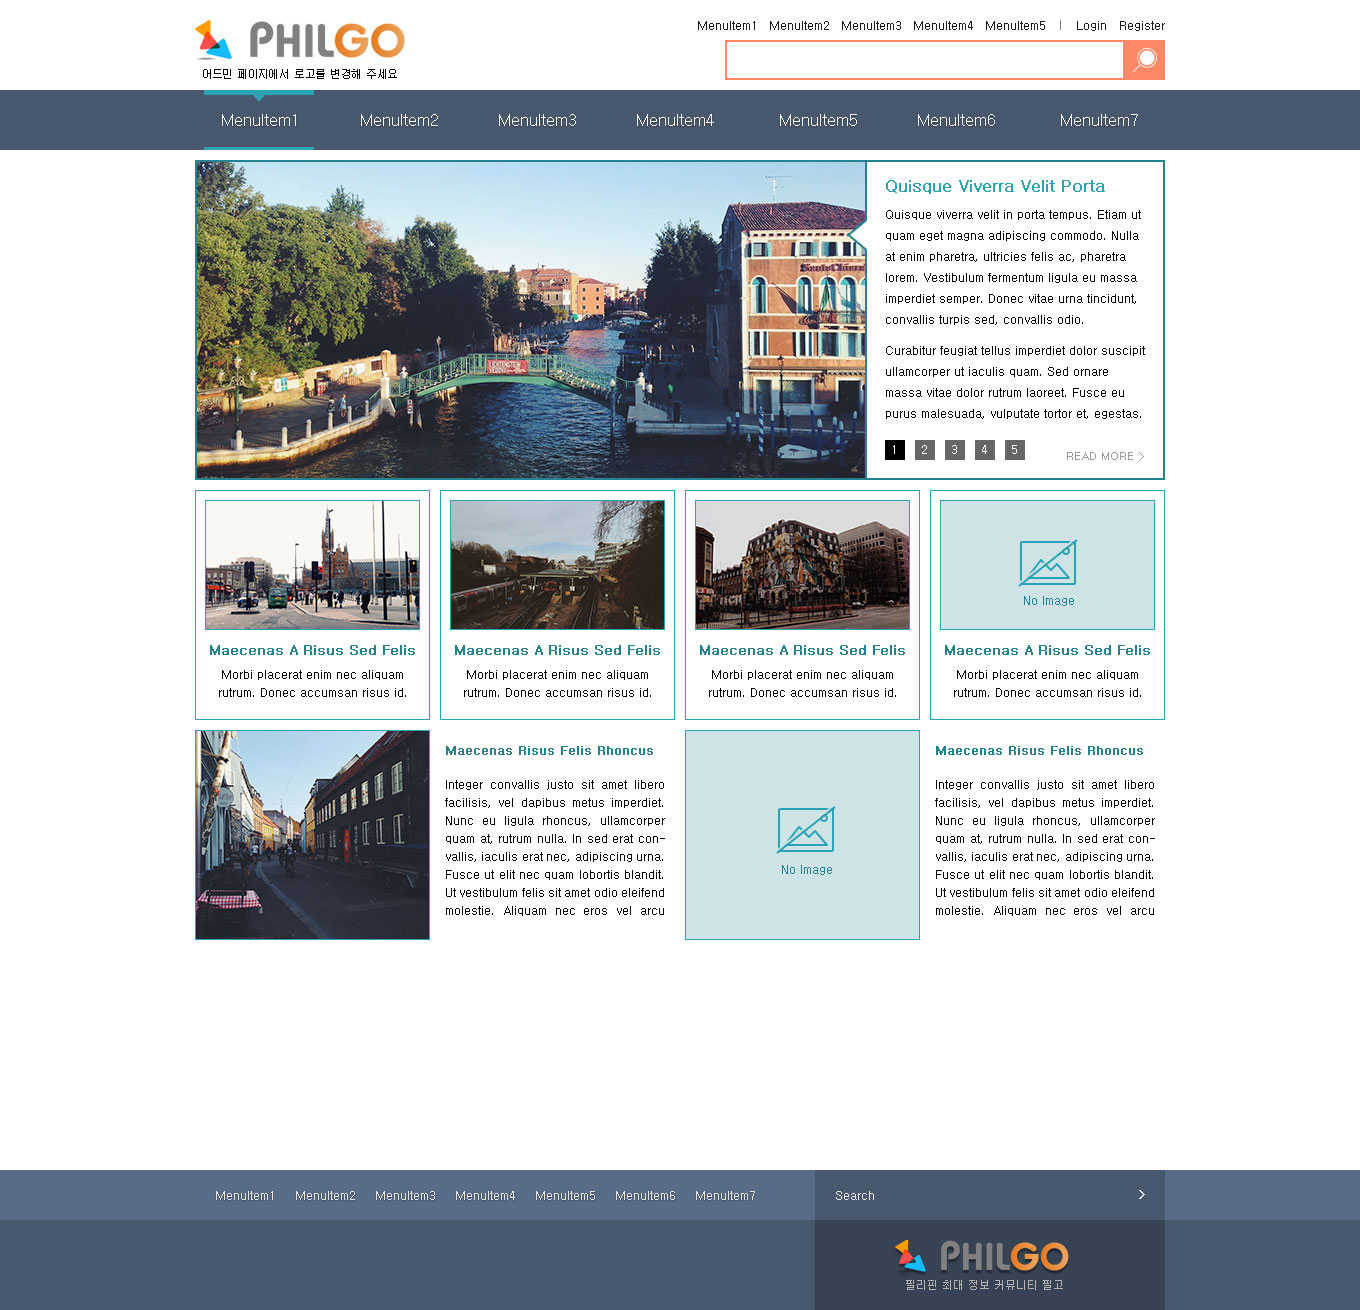 MenuItem1 MenuItem2 MenuItem3 MenuItem4 MenuItem5 | Login Register
PHILGO
어드민 페이지에서 로고를 변경해 주세요
MenuItem1 MenuItem2 MenuItem3 MenuItem4 MenuItem5 MenuItem6 MenuItem7
Quisque Viverra Velit Porta
Quisque viverra velit in porta tempus. Etiam ut
quam eget magna adipiscing commodo. Nulla
at enim pharetra, ultricies felis ac, pharetra
lorem. Vestibulum fermentum ligula eu massa
imperdiet semper. Donec vitae urna tincidunt,
convallis turpis sed, convallis odio.
Curabitur feugiat tellus imperdiet dolor suscipit
ullamcorper ut iaculis quam. Sed ornare
massa vitae dolor rutrum laoreet. Fusce eu
purus malesuada, vulputate tortor et, egestas.
1 2 3 4 5
READ MORE >
No Image
Maecenas A Risus Sed Felis
Morbi placerat enim nec aliquam
rutrum. Donec accumsan risus id.
Maecenas A Risus Sed Felis
Morbi placerat enim nec aliquam
rutrum. Donec accumsan risus id.
Maecenas A Risus Sed Felis
Morbi placerat enim nec aliquam
rutrum. Donec accumsan risus id.
Maecenas A Risus Sed Felis
Morbi placerat enim nec aliquam
rutrum. Donec accumsan risus id.
Maecenas Risus Felis Rhoncus
Integer convallis justo sit amet libero
facilisis, vel dapibus metus imperdiet.
Nunc eu ligula rhoncus, ullamcorper
quam at, rutrum nulla. In sed erat con-
vallis, iaculis erat nec, adipiscing urna.
Fusce ut elit nec quam lobortis blandit.
Ut vestibulum felis sit amet odio eleifend
molestie. Aliquam nec eros vel arcu
No Image
Maecenas Risus Felis Rhoncus
Integer convallis justo sit amet libero
facilisis, vel dapibus metus imperdiet.
Nunc eu ligula rhoncus, ullamcorper
quam at, rutrum nulla. In sed erat con-
vallis, iaculis erat nec, adipiscing urna.
Fusce ut elit nec quam lobortis blandit.
Ut vestibulum felis sit amet odio eleifend
molestie. Aliquam nec eros vel arcu
MenuItem1 MenuItem2 MenuItem3 MenuItem4 MenuItem5 MenuItem6 MenuItem7
Search
PHILGO
필리핀 최대 정보 커뮤니티 필고